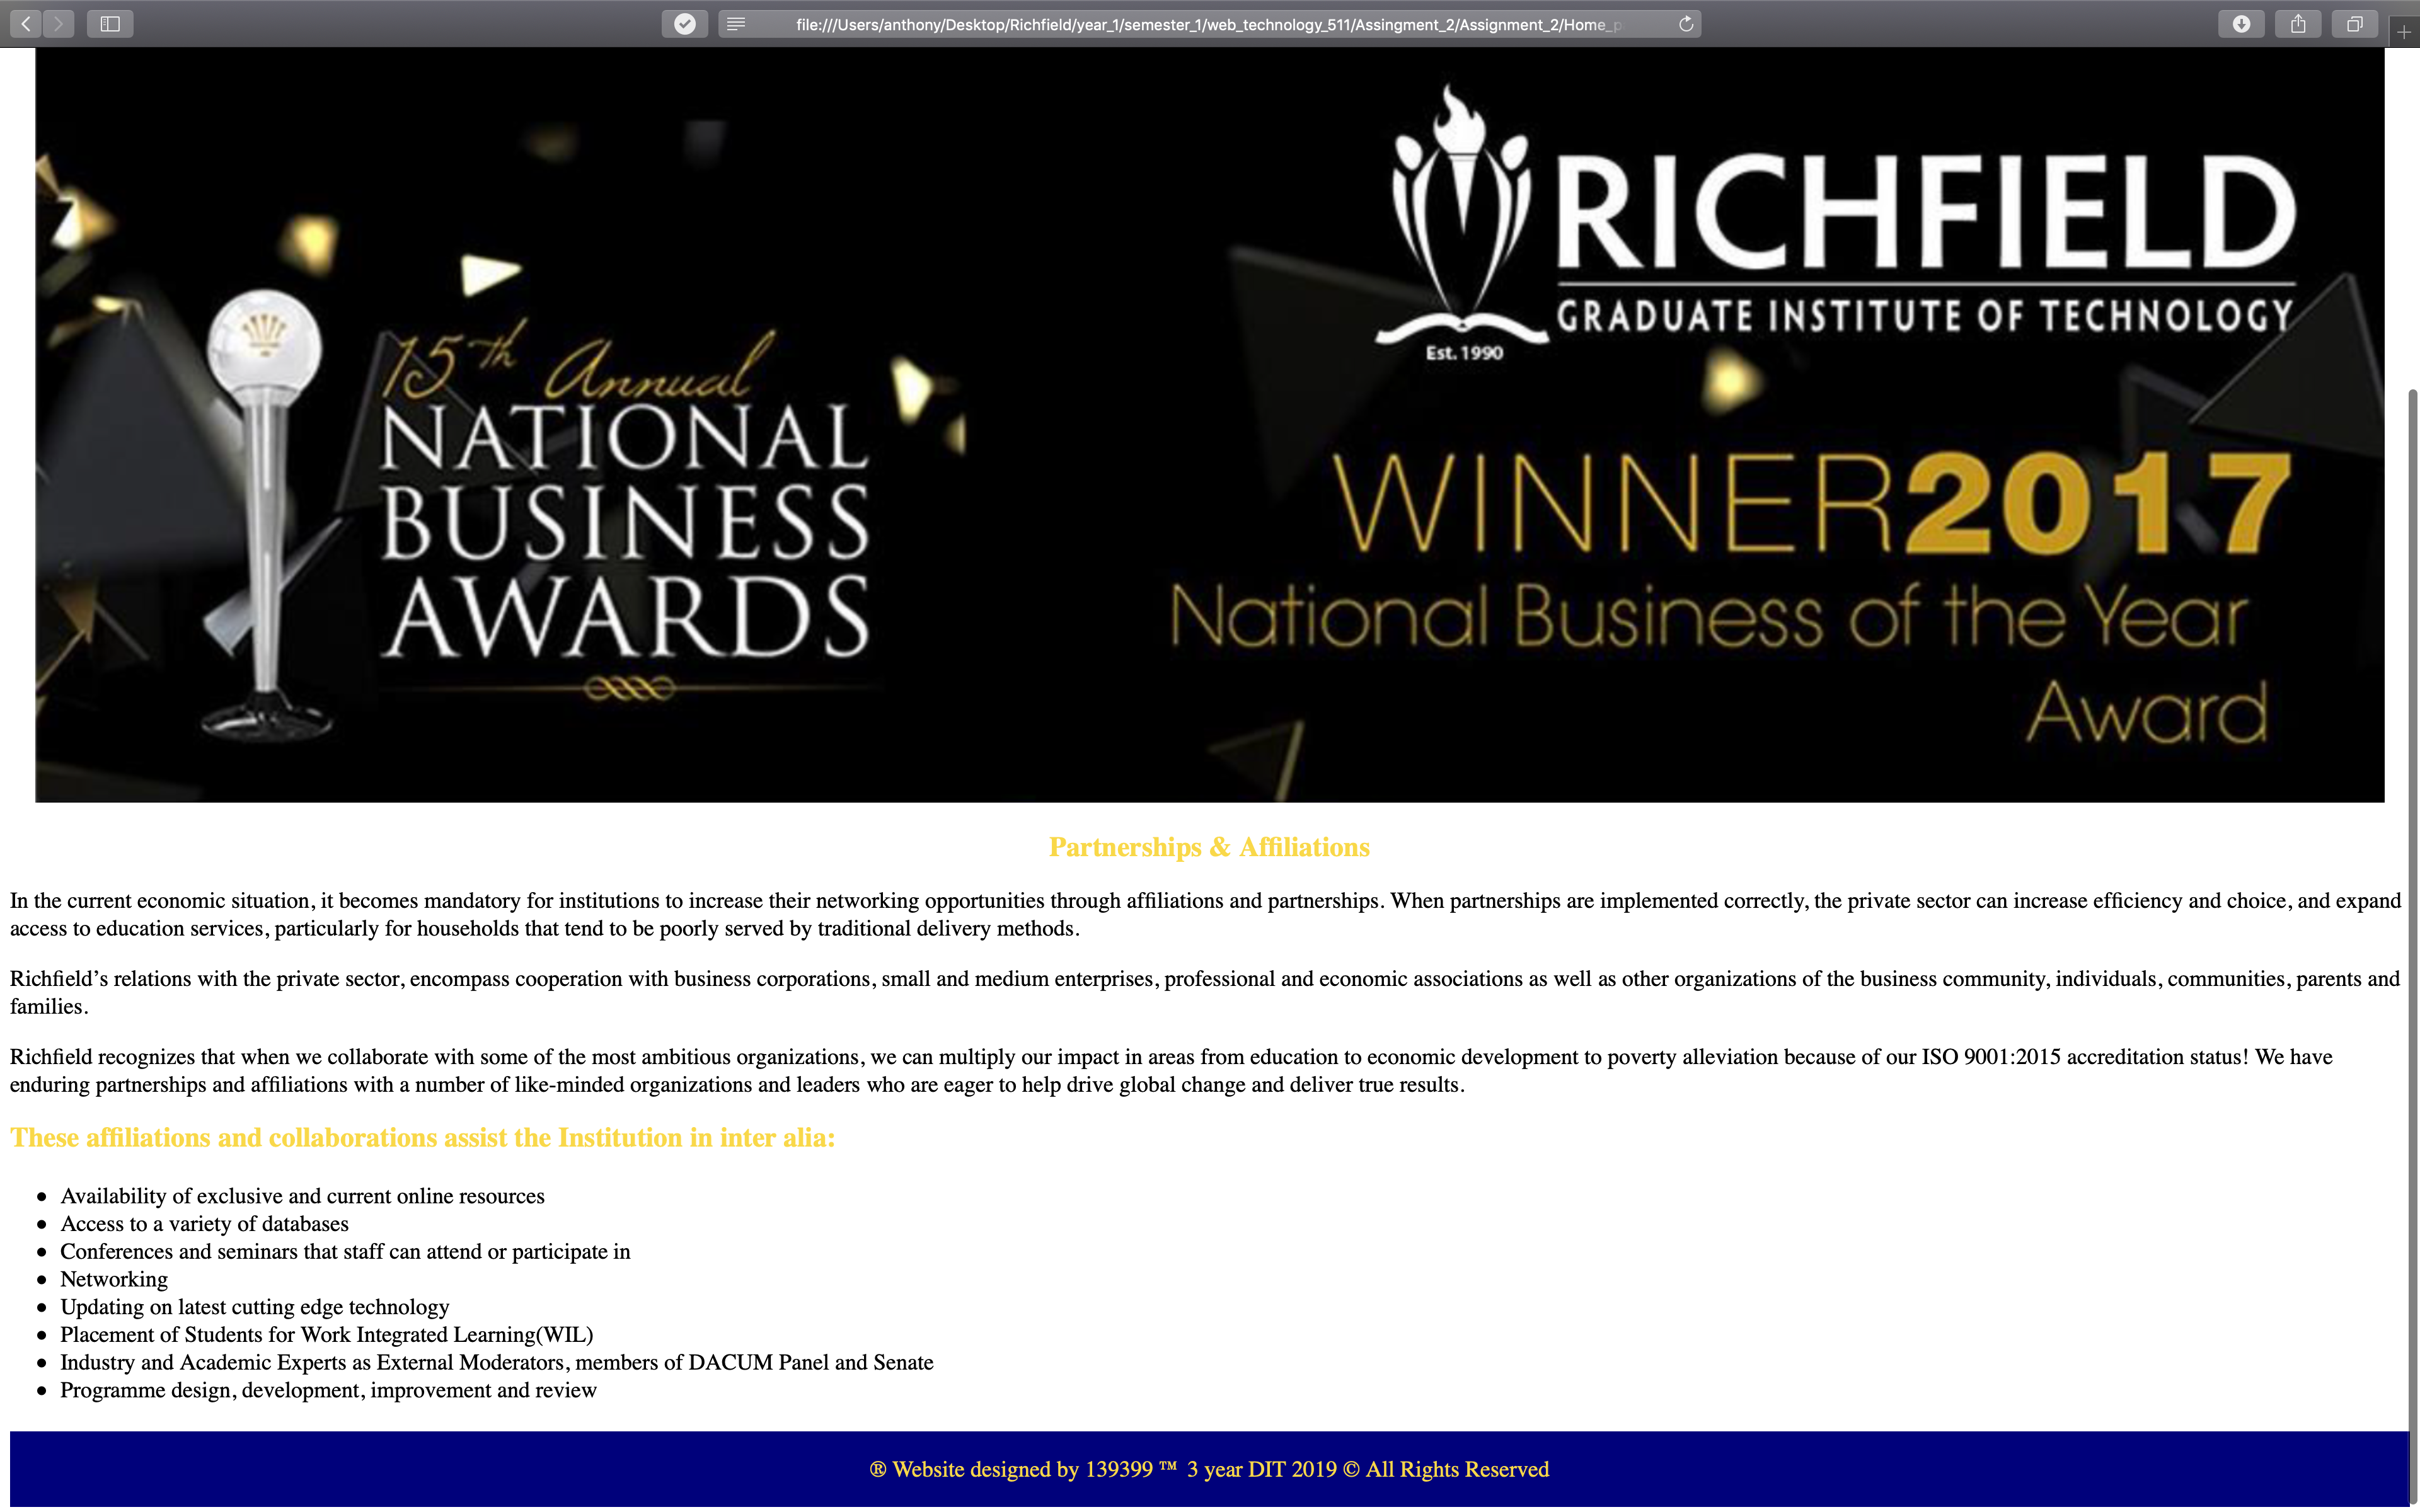 file:///Users/anthony/Desktop/Richfield/year_1/semester_1/web_technology_511/Assingment_2/Assignment_2/Home_p
RICHFIELD
GRADUATE INSTITUTE OF TECHNOLOGY
Est. 1990
15th Annual
NATIONAL
BUSINESS
AWARDS
WINNER2017
National Business of the Year
Award
Partnerships & Affiliations
In the current economic situation, it becomes mandatory for institutions to increase their networking opportunities through affiliations and partnerships. When partnerships are implemented correctly, the private sector can increase efficiency and choice, and expand
access to education services, particularly for households that tend to be poorly served by traditional delivery methods.
Richfield’s relations with the private sector, encompass cooperation with business corporations, small and medium enterprises, professional and economic associations as well as other organizations of the business community, individuals, communities, parents and
families.
Richfield recognizes that when we collaborate with some of the most ambitious organizations, we can multiply our impact in areas from education to economic development to poverty alleviation because of our ISO 9001:2015 accreditation status! We have
enduring partnerships and affiliations with a number of like-minded organizations and leaders who are eager to help drive global change and deliver true results.
These affiliations and collaborations assist the Institution in inter alia:
• Availability of exclusive and current online resources
• Access to a variety of databases
• Conferences and seminars that staff can attend or participate in
• Networking
• Updating on latest cutting edge technology
• Placement of Students for Work Integrated Learning(WIL)
• Industry and Academic Experts as External Moderators, members of DACUM Panel and Senate
• Programme design, development, improvement and review
® Website designed by 139399 ™ 3 year DIT 2019 © All Rights Reserved